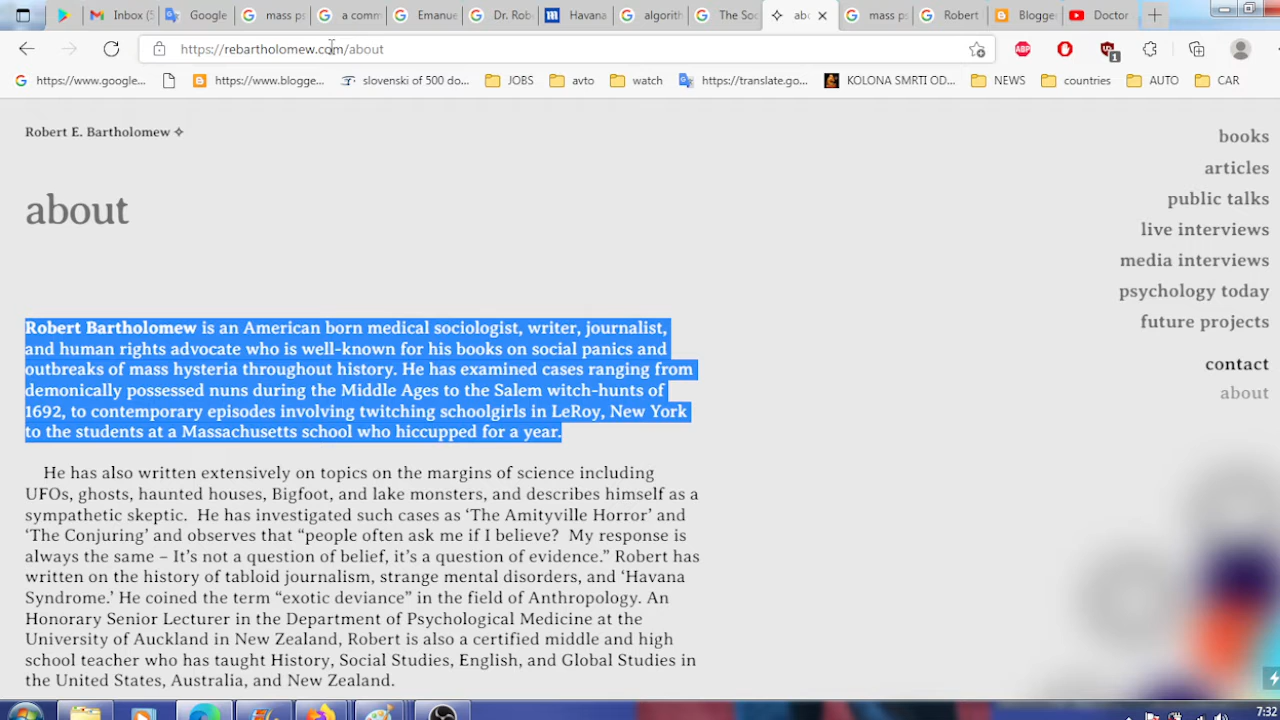 Inbox (5
Google
mass ps
a comm
Emanue
Dr. Rob
Havana
algorith
The Soc
abo
mass ps
Robert
Blogge
Doctor
https://rebartholomew.com/about
ABP
1
https://www.google...
https://www.blogge...
slovenski of 500 do...
JOBS
avto
watch
https://translate.go...
KOLONA SMRTI OD...
NEWS
countries
AUTO
CAR
Robert E. Bartholomew ✧
about
books
articles
public talks
live interviews
media interviews
psychology today
future projects
contact
about
Robert Bartholomew is an American born medical sociologist, writer, journalist,
and human rights advocate who is well-known for his books on social panics and
outbreaks of mass hysteria throughout history. He has examined cases ranging from
demonically possessed nuns during the Middle Ages to the Salem witch-hunts of
1692, to contemporary episodes involving twitching schoolgirls in LeRoy, New York
to the students at a Massachusetts school who hiccupped for a year.
He has also written extensively on topics on the margins of science including
UFOs, ghosts, haunted houses, Bigfoot, and lake monsters, and describes himself as a
sympathetic skeptic. He has investigated such cases as ‘The Amityville Horror’ and
‘The Conjuring’ and observes that “people often ask me if I believe? My response is
always the same – It’s not a question of belief, it’s a question of evidence.” Robert has
written on the history of tabloid journalism, strange mental disorders, and ‘Havana
Syndrome.’ He coined the term “exotic deviance” in the field of Anthropology. An
Honorary Senior Lecturer in the Department of Psychological Medicine at the
University of Auckland in New Zealand, Robert is also a certified middle and high
school teacher who has taught History, Social Studies, English, and Global Studies in
the United States, Australia, and New Zealand.
7:32